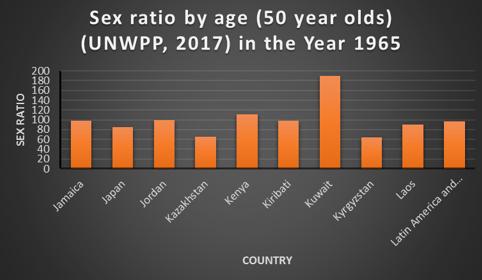 Sex ratio by age (50 year olds)
(UNWPP, 2017) in the Year 1965
200
180
160
140
120
100
80
60
40
20
0
SEX RATIO
Jamaica
Japan
Jordan
Kazakhstan
Kenya
Kiribati
Kuwait
Kyrgyzstan
Laos
Latin America and...
COUNTRY